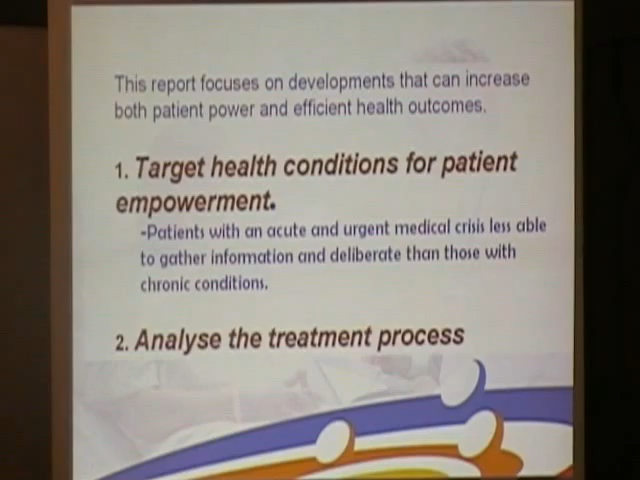 This report focuses on developments that can increase
both patient power and efficient health outcomes.
1. Target health conditions for patient
empowerment.
-Patients with an acute and urgent medical crisis less able
to gather information and deliberate than those with
chronic conditions.
2. Analyse the treatment process